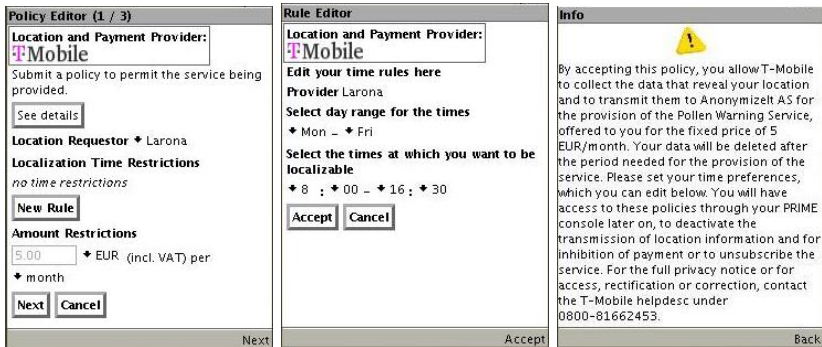 Policy Editor (1 / 3)
Location and Payment Provider:
T·Mobile
Submit a policy to permit the service being
provided.
See details
Location Requestor Larona
Localization Time Restrictions
no time restrictions
New Rule
Amount Restrictions
5.00 EUR (incl. VAT) per
month
Next Cancel
Next
Rule Editor
Location and Payment Provider:
T·Mobile
Edit your time rules here
Provider Larona
Select day range for the times
Mon - Fri
Select the times at which you want to be
localizable
8 : 00 - 16 : 30
Accept Cancel
Accept
Info
By accepting this policy, you allow T-Mobile
to collect the data that reveal your location
and to transmit them to AnonymizeIt AS for
the provision of the Pollen Warning Service,
offered to you for the fixed price of 5
EUR/month. Your data will be deleted after
the period needed for the provision of the
service. Please set your time preferences,
which you can edit below. You will have
access to these policies through your PRIME
console later on, to deactivate the
transmission of location information and for
inhibition of payment or to unsubscribe the
service. For the full privacy notice or for
access, rectification or correction, contact
the T-Mobile helpdesc under
0800-81662453.
Back